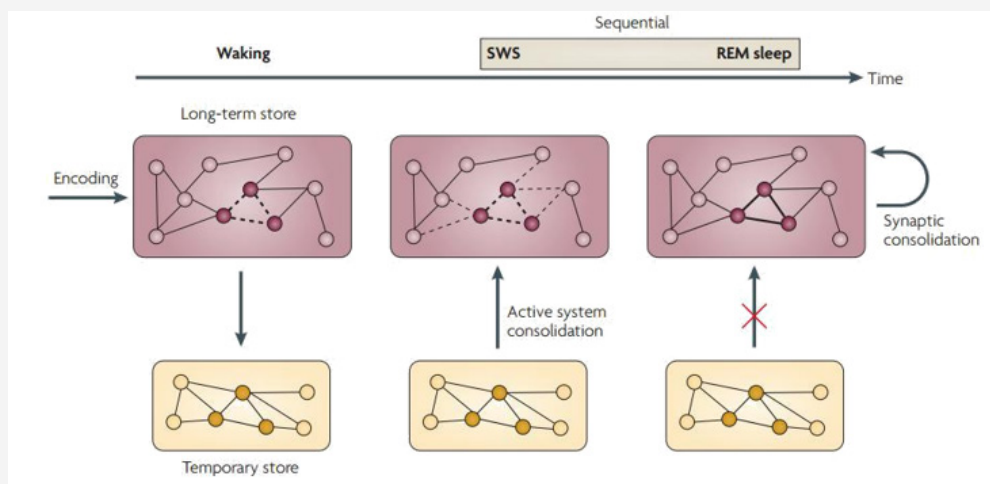 Sequential
Waking
SWS
REM sleep
Time
Long-term store
Encoding
Synaptic
consolidation
Active system
consolidation
Temporary store